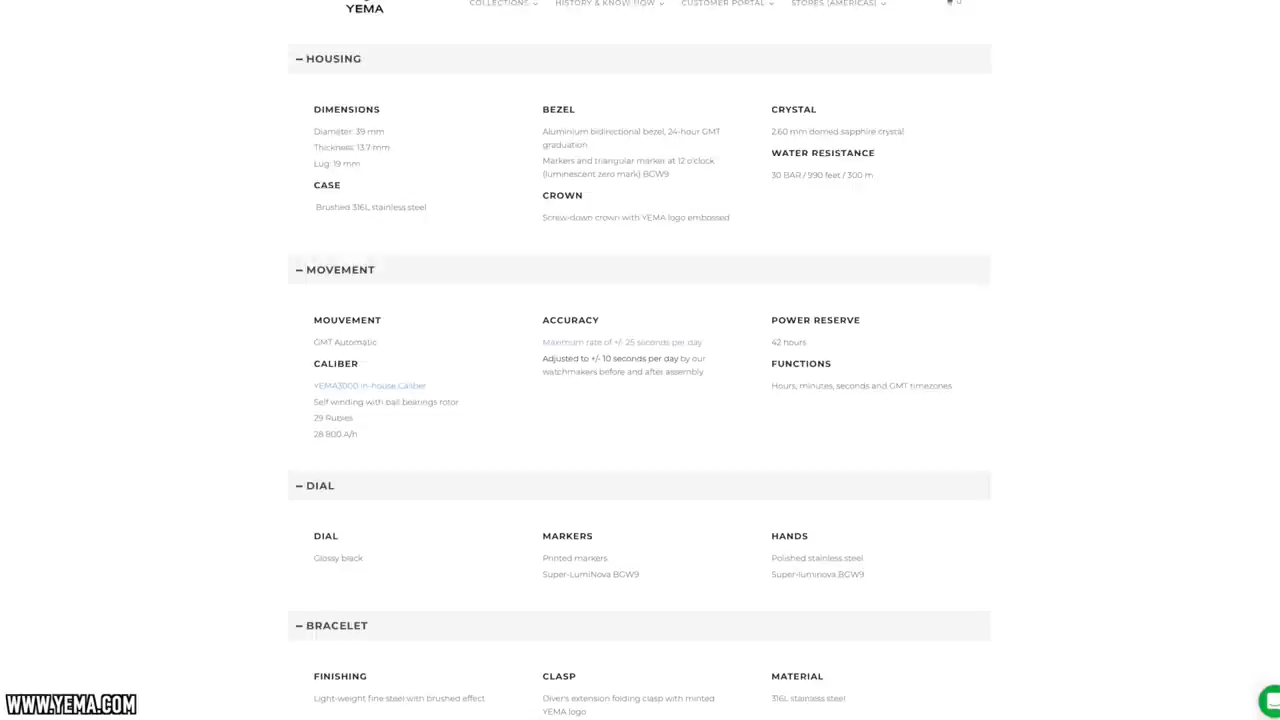 YEMA
COLLECTIONS
HISTORY & KNOW HOW
CUSTOMER PORTAL
STORES (AMERICAS)
0
– HOUSING
DIMENSIONS
Diameter: 39 mm
Thickness: 13.7 mm
Lug: 19 mm
CASE
Brushed 316L stainless steel
BEZEL
Aluminium bidirectional bezel, 24-hour GMT
graduation
Markers and triangular marker at 12 o'clock
(luminescent zero mark) BGW9
CROWN
Screw-down crown with YEMA logo embossed
CRYSTAL
2.60 mm domed sapphire crystal
WATER RESISTANCE
30 BAR / 990 feet / 300 m
– MOVEMENT
MOUVEMENT
GMT Automatic
CALIBER
YEMA3000 in-house Caliber
Self winding with ball bearings rotor
29 Rubies
28 800 A/h
ACCURACY
Maximum rate of +/- 25 seconds per day
Adjusted to +/- 10 seconds per day by our
watchmakers before and after assembly
POWER RESERVE
42 hours
FUNCTIONS
Hours, minutes, seconds and GMT timezones
– DIAL
DIAL
Glossy black
MARKERS
Printed markers
Super-LumiNova BGW9
HANDS
Polished stainless steel
Super-luminova BGW9
– BRACELET
FINISHING
Light-weight fine steel with brushed effect
CLASP
Diver's extension folding clasp with minted
YEMA logo
MATERIAL
316L stainless steel
WWW.YEMA.COM